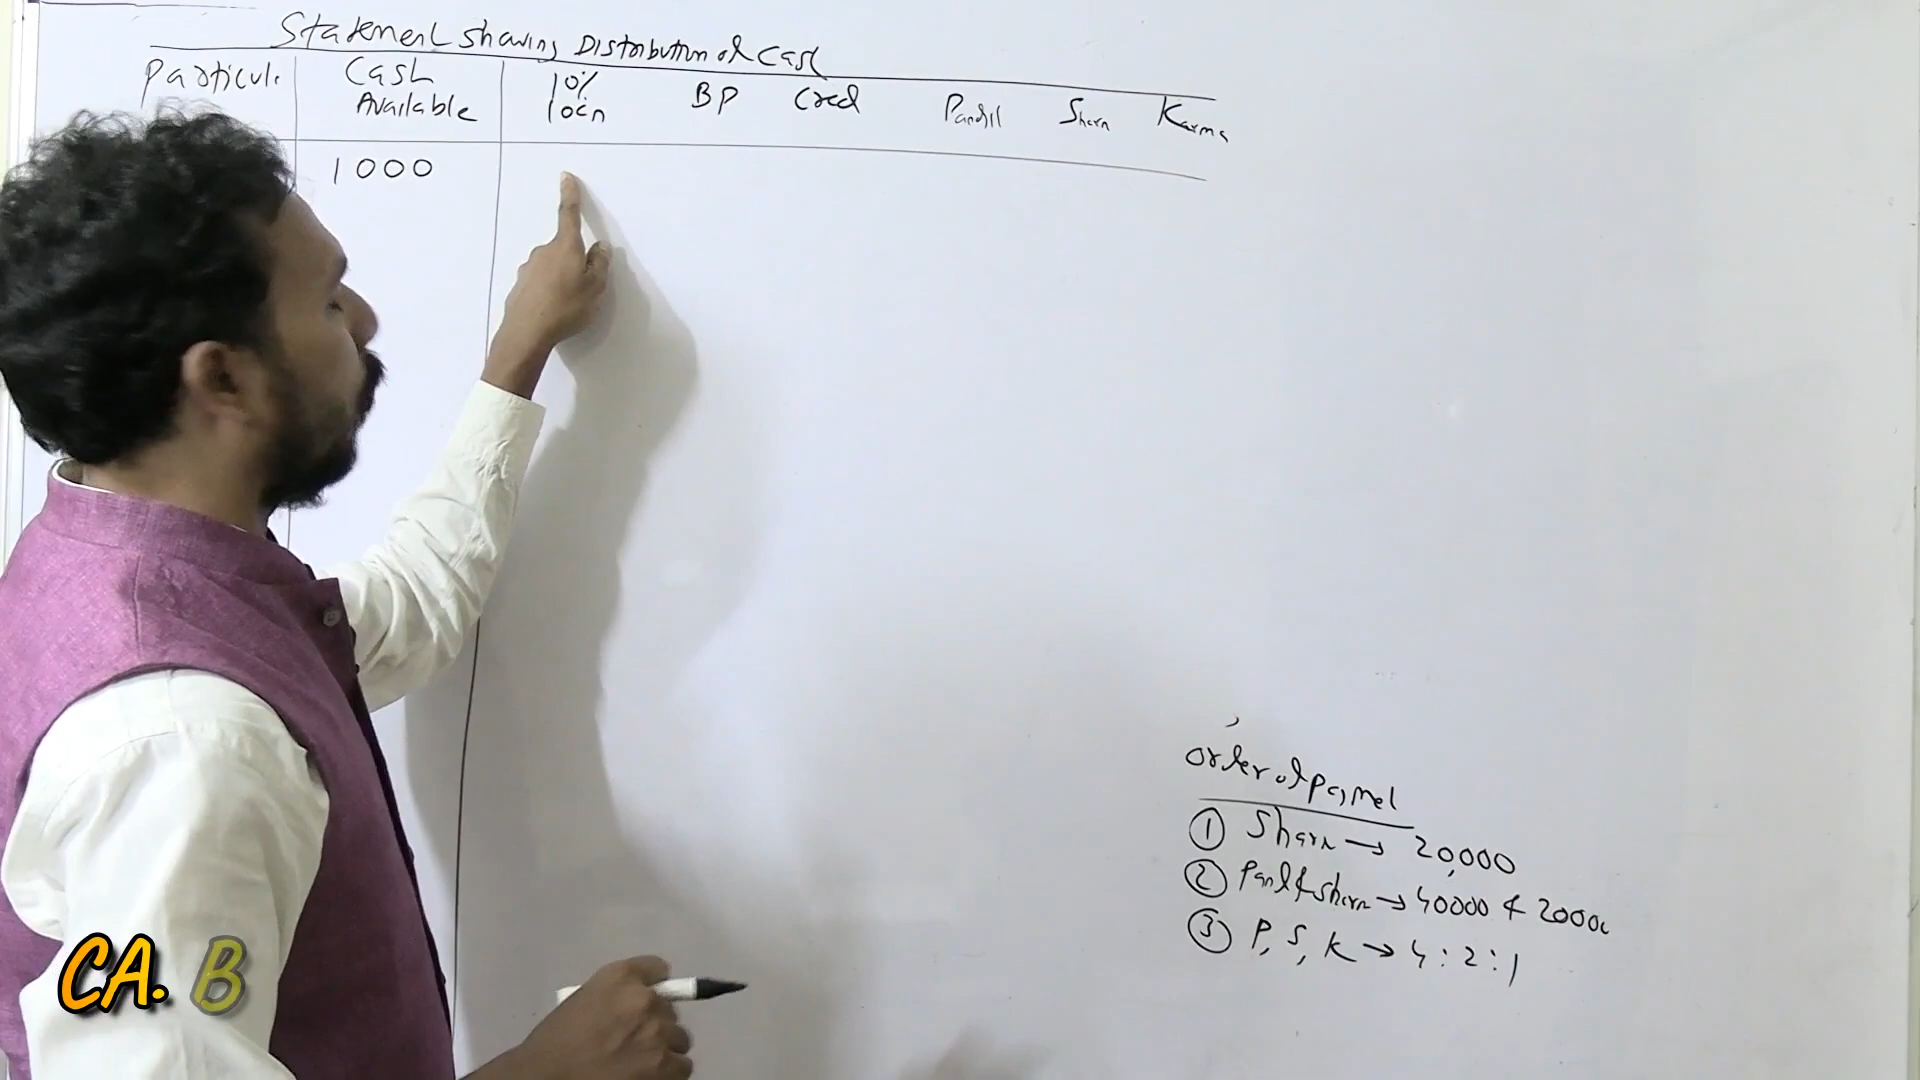 Statement Showing Distribution of Cash
Particul. Cash Available 10% loan BP Cred Pandit Sharn Karma
1000
Order of Paymet
① Sharn → 20,000
② Pand & Sharn → 40000 & 20000
③ P, S, K → 4:2:1
CA. B